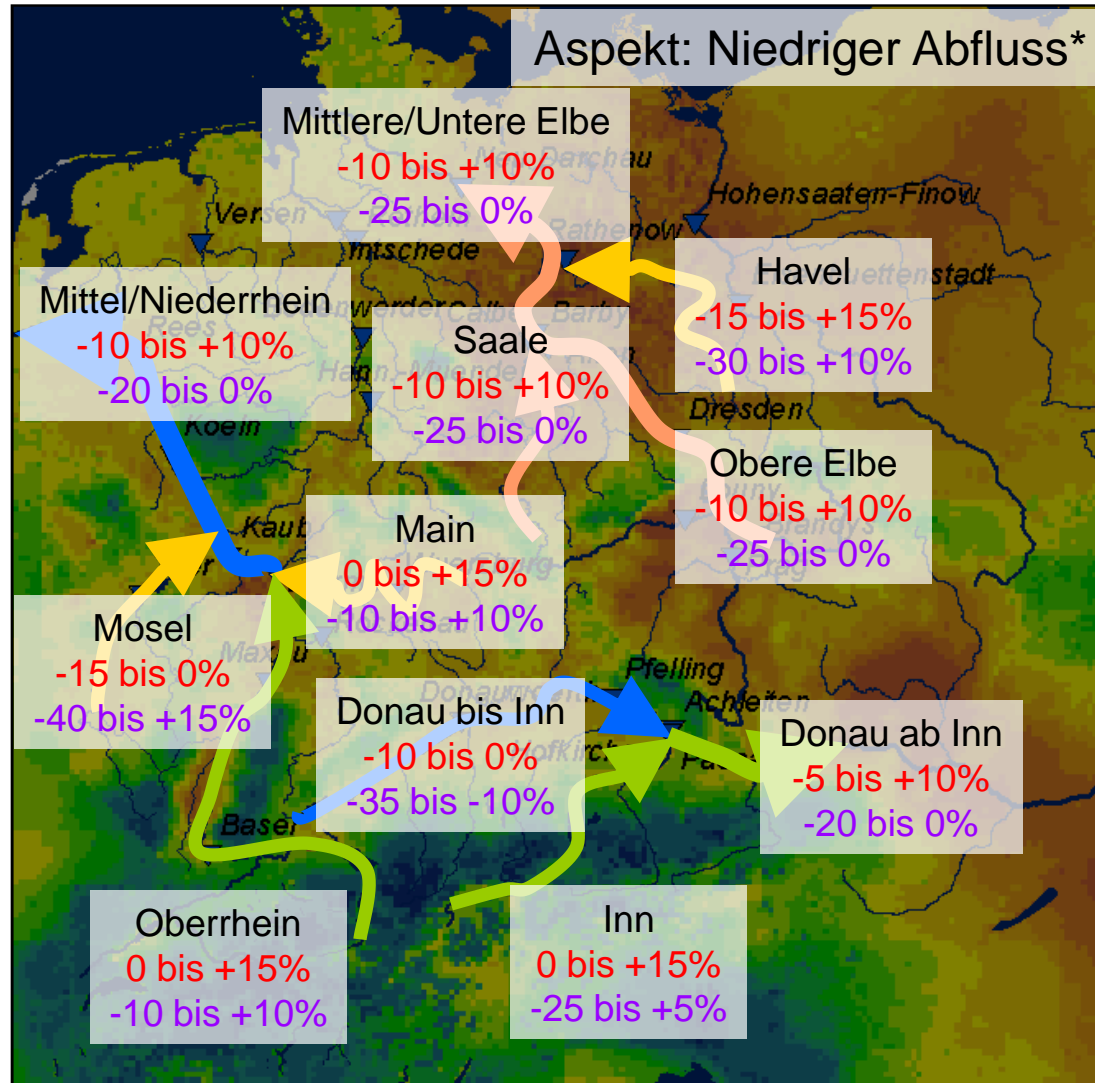 Aspekt: Niedriger Abfluss*
Mittlere/Untere Elbe
-10 bis +10%
-25 bis 0%
Hohensaaten-Finow
Versen
Rathenow
Havel
-15 bis +15%
-30 bis +10%
Mittel/Niederrhein
-10 bis +10%
-20 bis 0%
Rees
Barby
Saale
-10 bis +10%
-25 bis 0%
Dresden
Koeln
Obere Elbe
-10 bis +10%
-25 bis 0%
Kaub
Main
0 bis +15%
-10 bis +10%
Mosel
-15 bis 0%
-40 bis +15%
Pfelling
Achleiten
Donau bis Inn
-10 bis 0%
-35 bis -10%
Donau ab Inn
-5 bis +10%
-20 bis 0%
Basel
Oberrhein
0 bis +15%
-10 bis +10%
Inn
0 bis +15%
-25 bis +5%